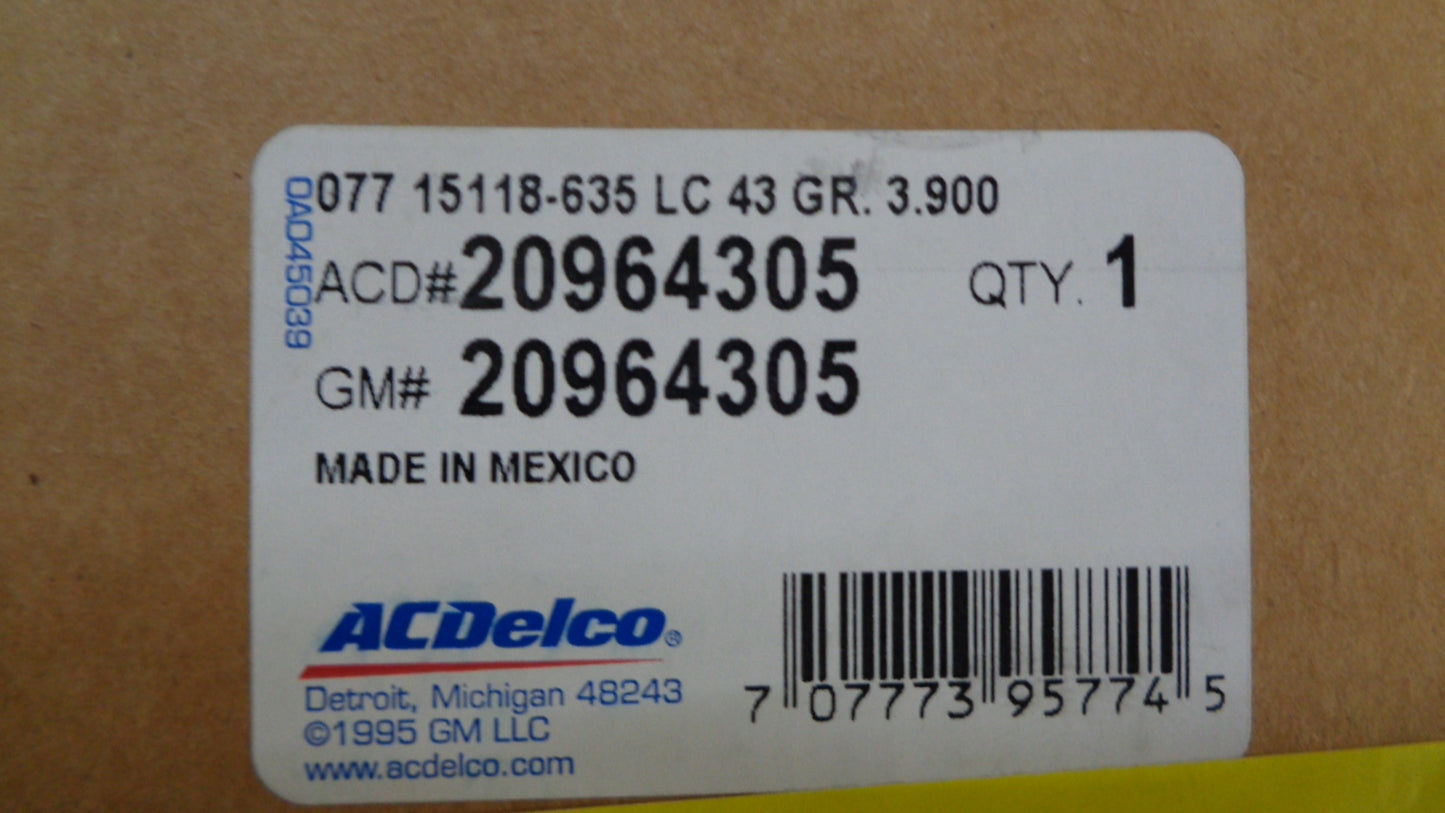 077 15118-635 LC 43 GR. 3.900
0A045039
ACD# 20964305 QTY. 1
GM# 20964305
MADE IN MEXICO
ACDelco®
Detroit, Michigan 48243
©1995 GM LLC
www.acdelco.com
7 07773 95774 5